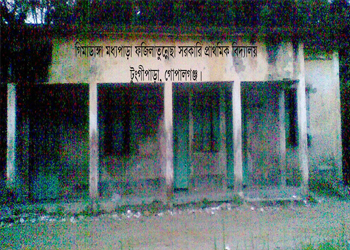 গিমাডাঙ্গা মধ্যপাড়া ফজিলাতুন্নেছা সরকারি প্রাথমিক বিদ্যালয়
টুংগীপাড়া, গোপালগঞ্জ।